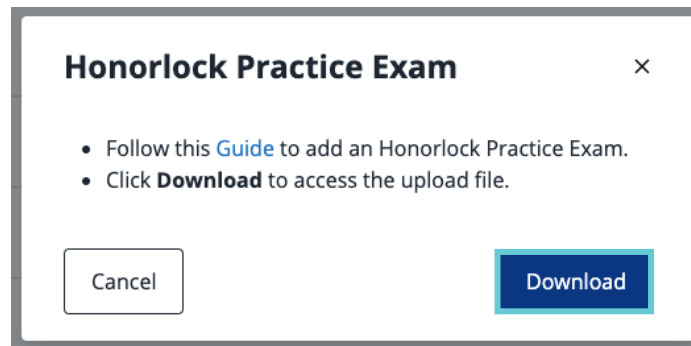 Honorlock Practice Exam ×
• Follow this Guide to add an Honorlock Practice Exam.
• Click Download to access the upload file.
Cancel
Download